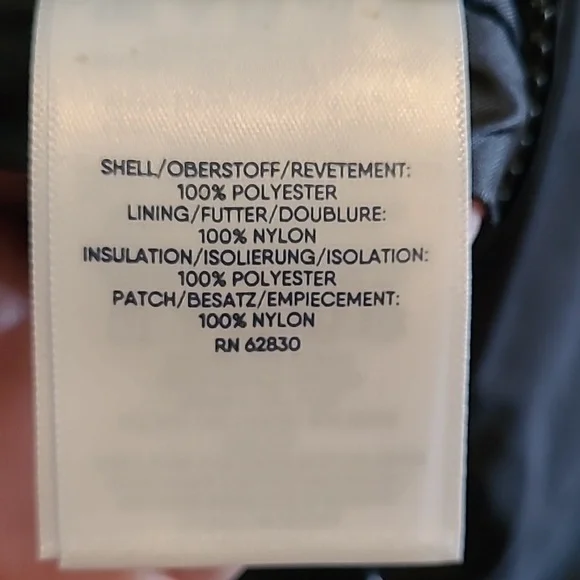 SHELL/OBERSTOFF/REVETEMENT:
100% POLYESTER
LINING/FUTTER/DOUBLURE:
100% NYLON
INSULATION/ISOLIERUNG/ISOLATION:
100% POLYESTER
PATCH/BESATZ/EMPIECEMENT:
100% NYLON
RN 62830